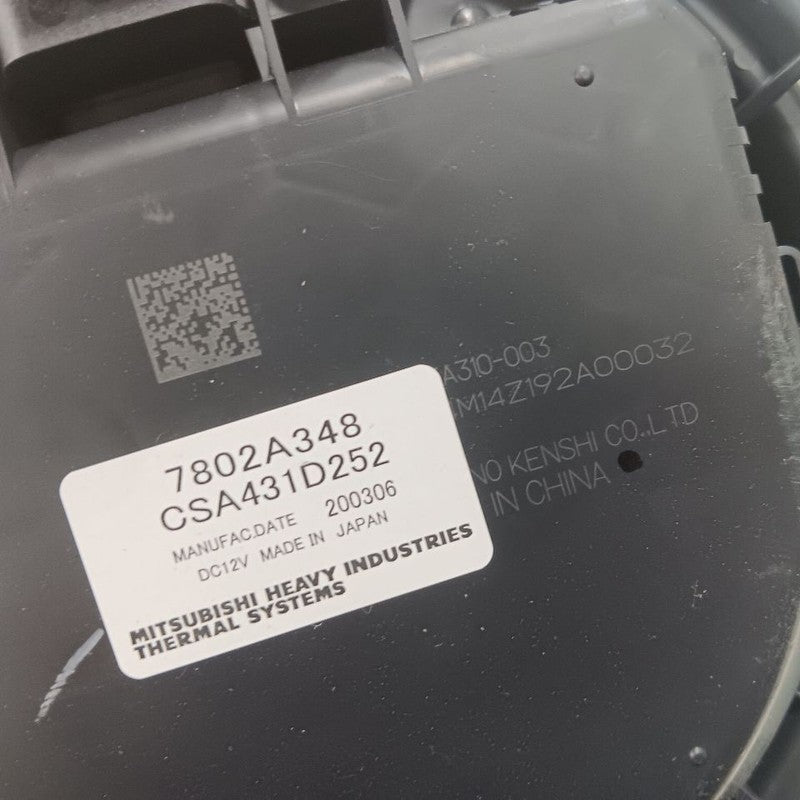 A310-003
M14Z192A00032
NO KENSHI CO.,LTD
IN CHINA
7802A348
CSA431D252
MANUFAC.DATE 200306
DC12V MADE IN JAPAN
MITSUBISHI HEAVY INDUSTRIES
THERMAL SYSTEMS